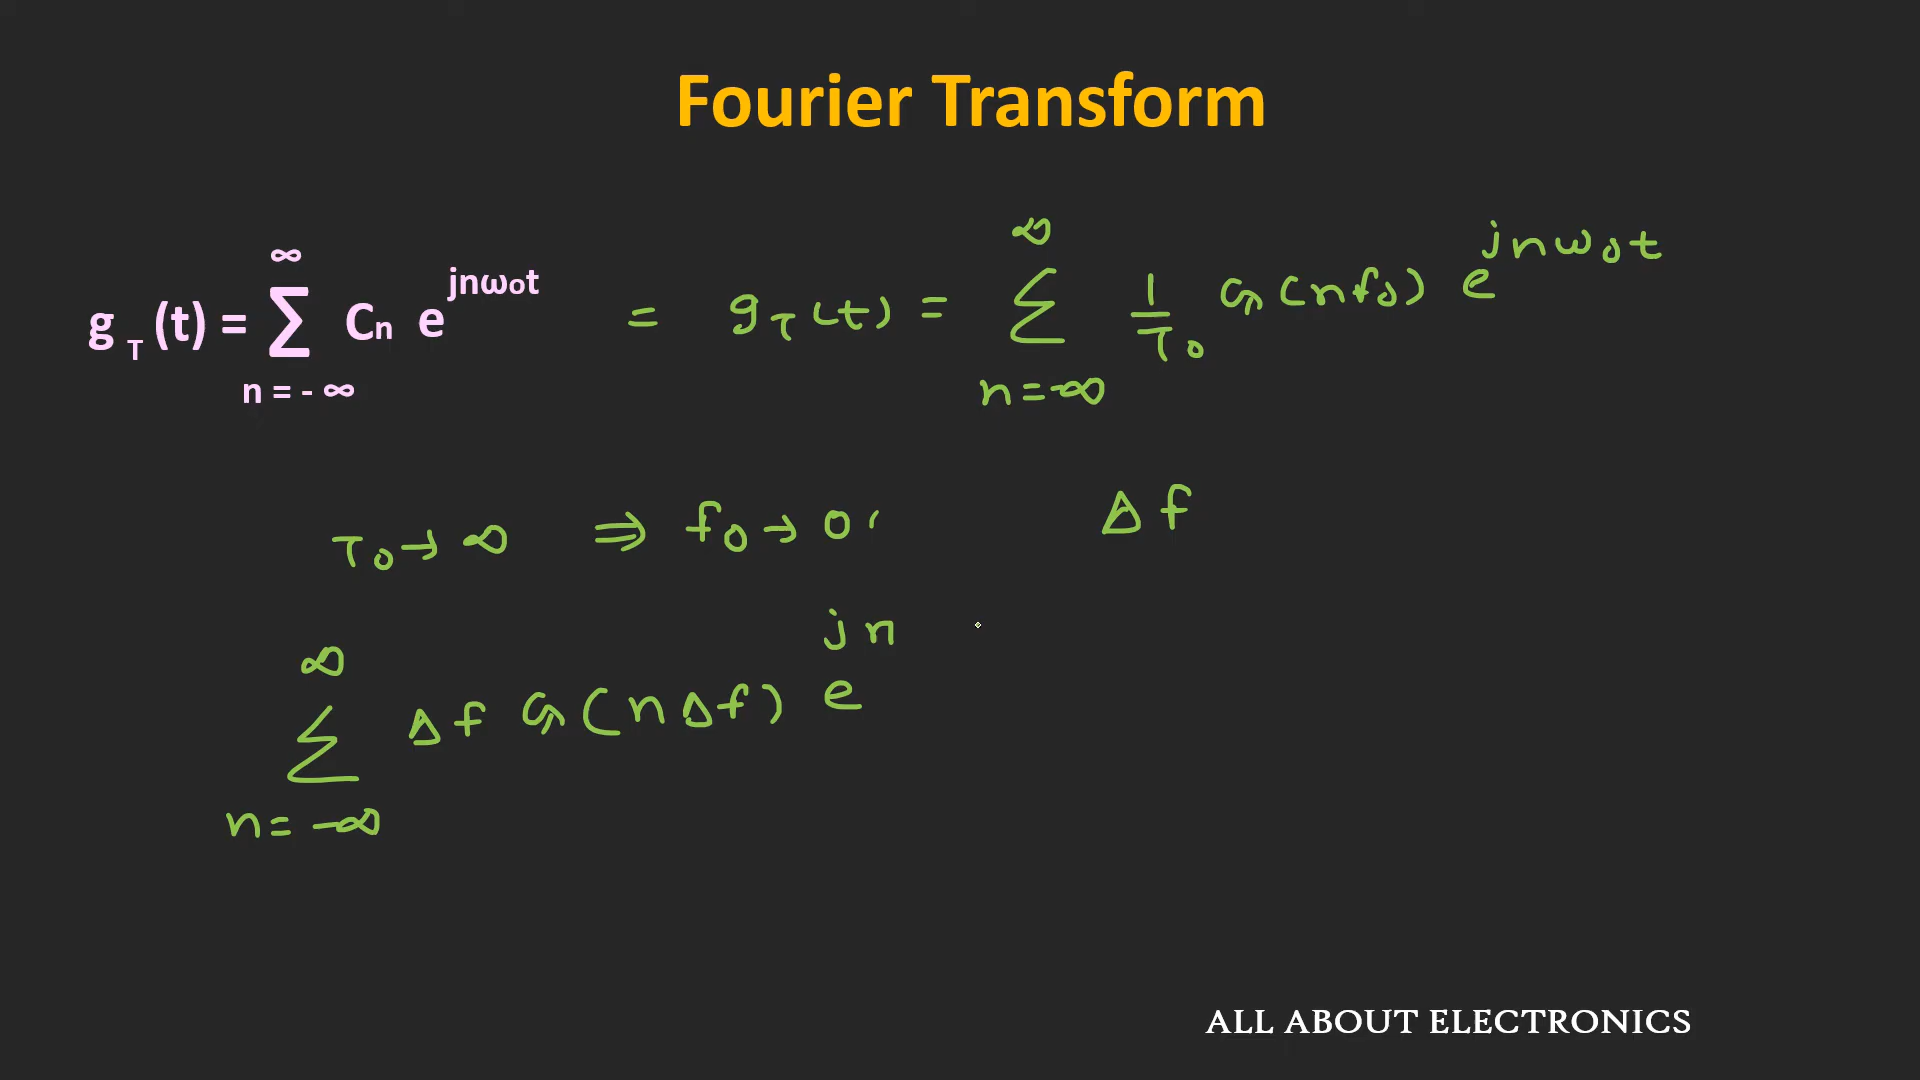 Fourier Transform
g_T(t) = ∑_{n = -∞}^{∞} Cn e^{jnω₀t} = g_T(t) = ∑_{n=-∞}^{∞} 1/T₀ G(nf₀) e^{jnω₀t}
T₀→∞ ⇒ f₀→0, Δf
∑_{n=-∞}^{∞} Δf G(nΔf) e^{jn}
ALL ABOUT ELECTRONICS